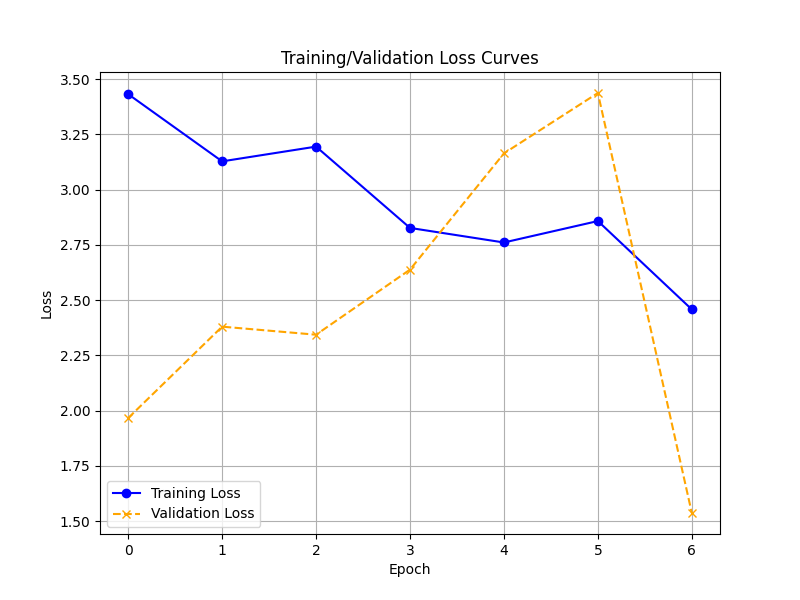 Training/Validation Loss Curves
3.50
3.25
3.00
2.75
2.50
2.25
2.00
1.75
1.50
Loss
Training Loss
Validation Loss
0 1 2 3 4 5 6
Epoch